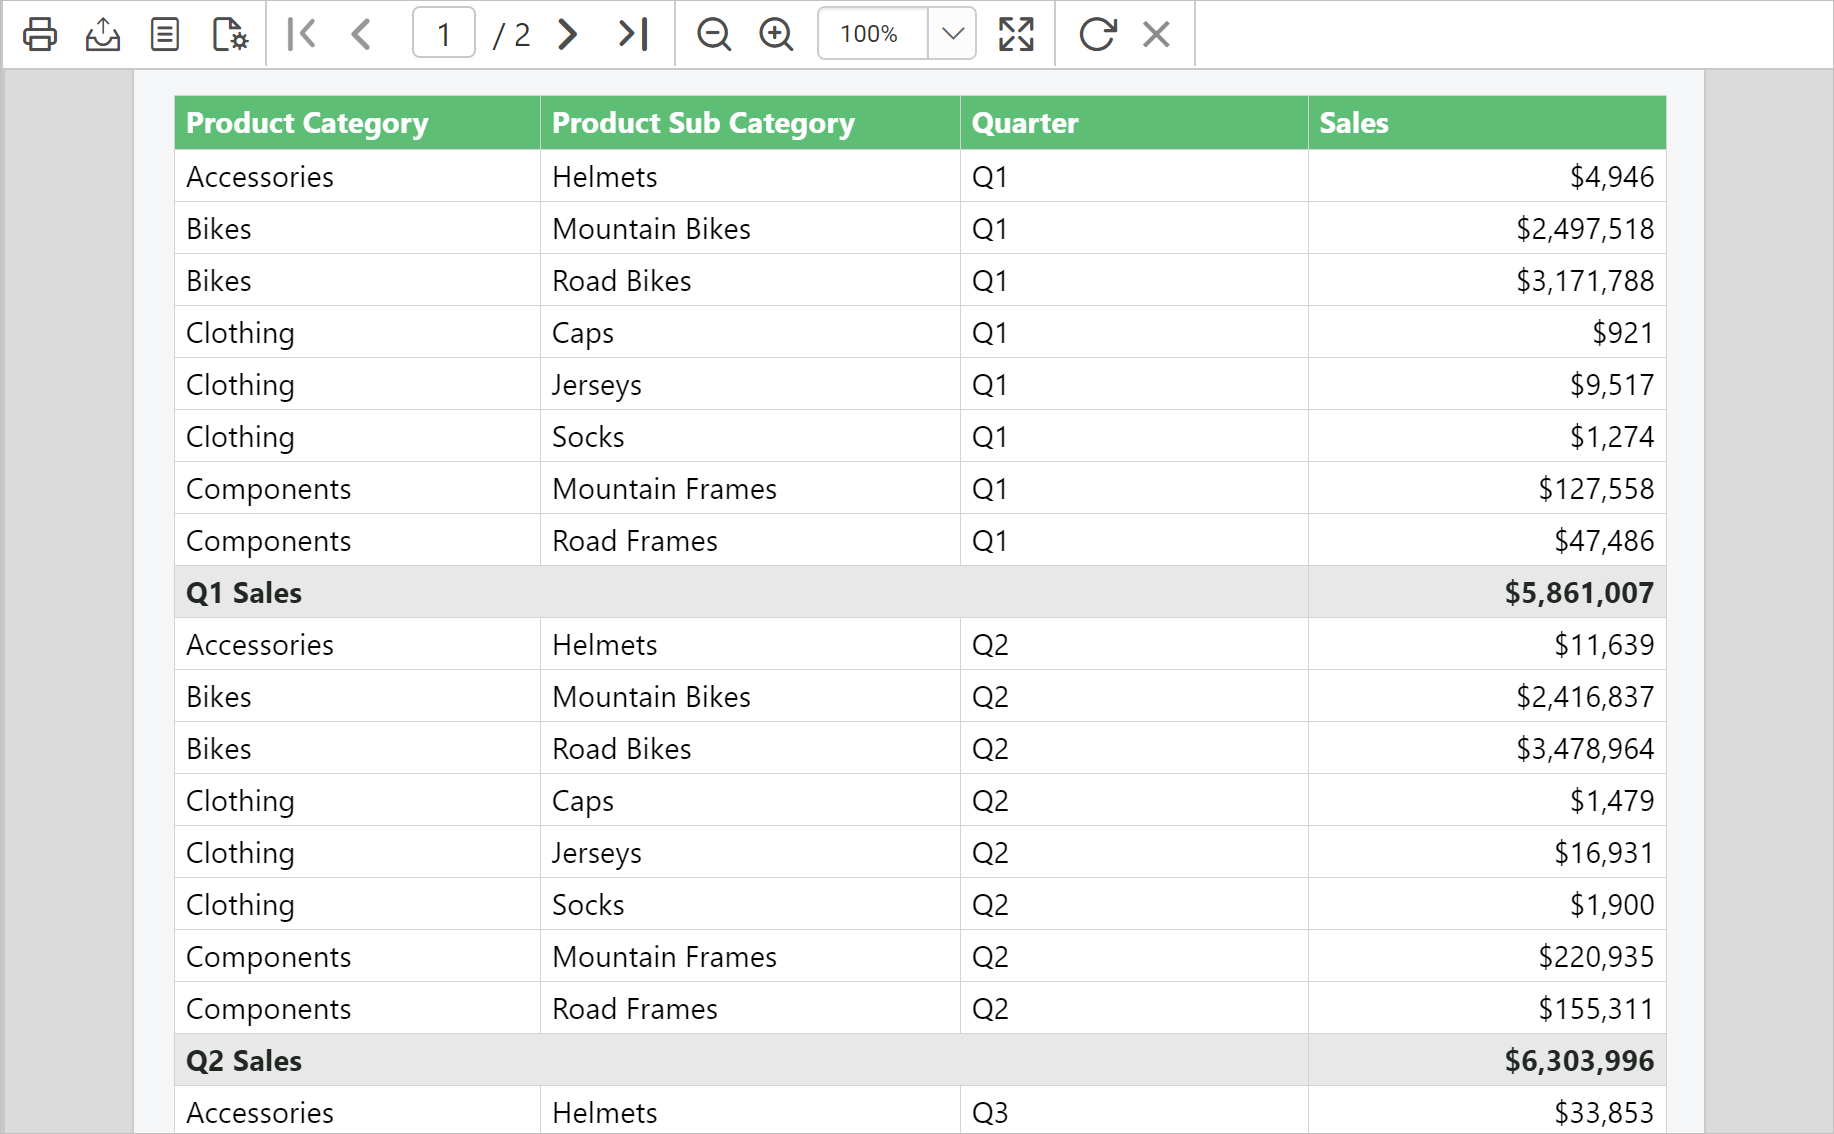 1 / 2 100%
Product Category Product Sub Category Quarter Sales
Accessories Helmets Q1 $4,946
Bikes Mountain Bikes Q1 $2,497,518
Bikes Road Bikes Q1 $3,171,788
Clothing Caps Q1 $921
Clothing Jerseys Q1 $9,517
Clothing Socks Q1 $1,274
Components Mountain Frames Q1 $127,558
Components Road Frames Q1 $47,486
Q1 Sales $5,861,007
Accessories Helmets Q2 $11,639
Bikes Mountain Bikes Q2 $2,416,837
Bikes Road Bikes Q2 $3,478,964
Clothing Caps Q2 $1,479
Clothing Jerseys Q2 $16,931
Clothing Socks Q2 $1,900
Components Mountain Frames Q2 $220,935
Components Road Frames Q2 $155,311
Q2 Sales $6,303,996
Accessories Helmets Q3 $33,853